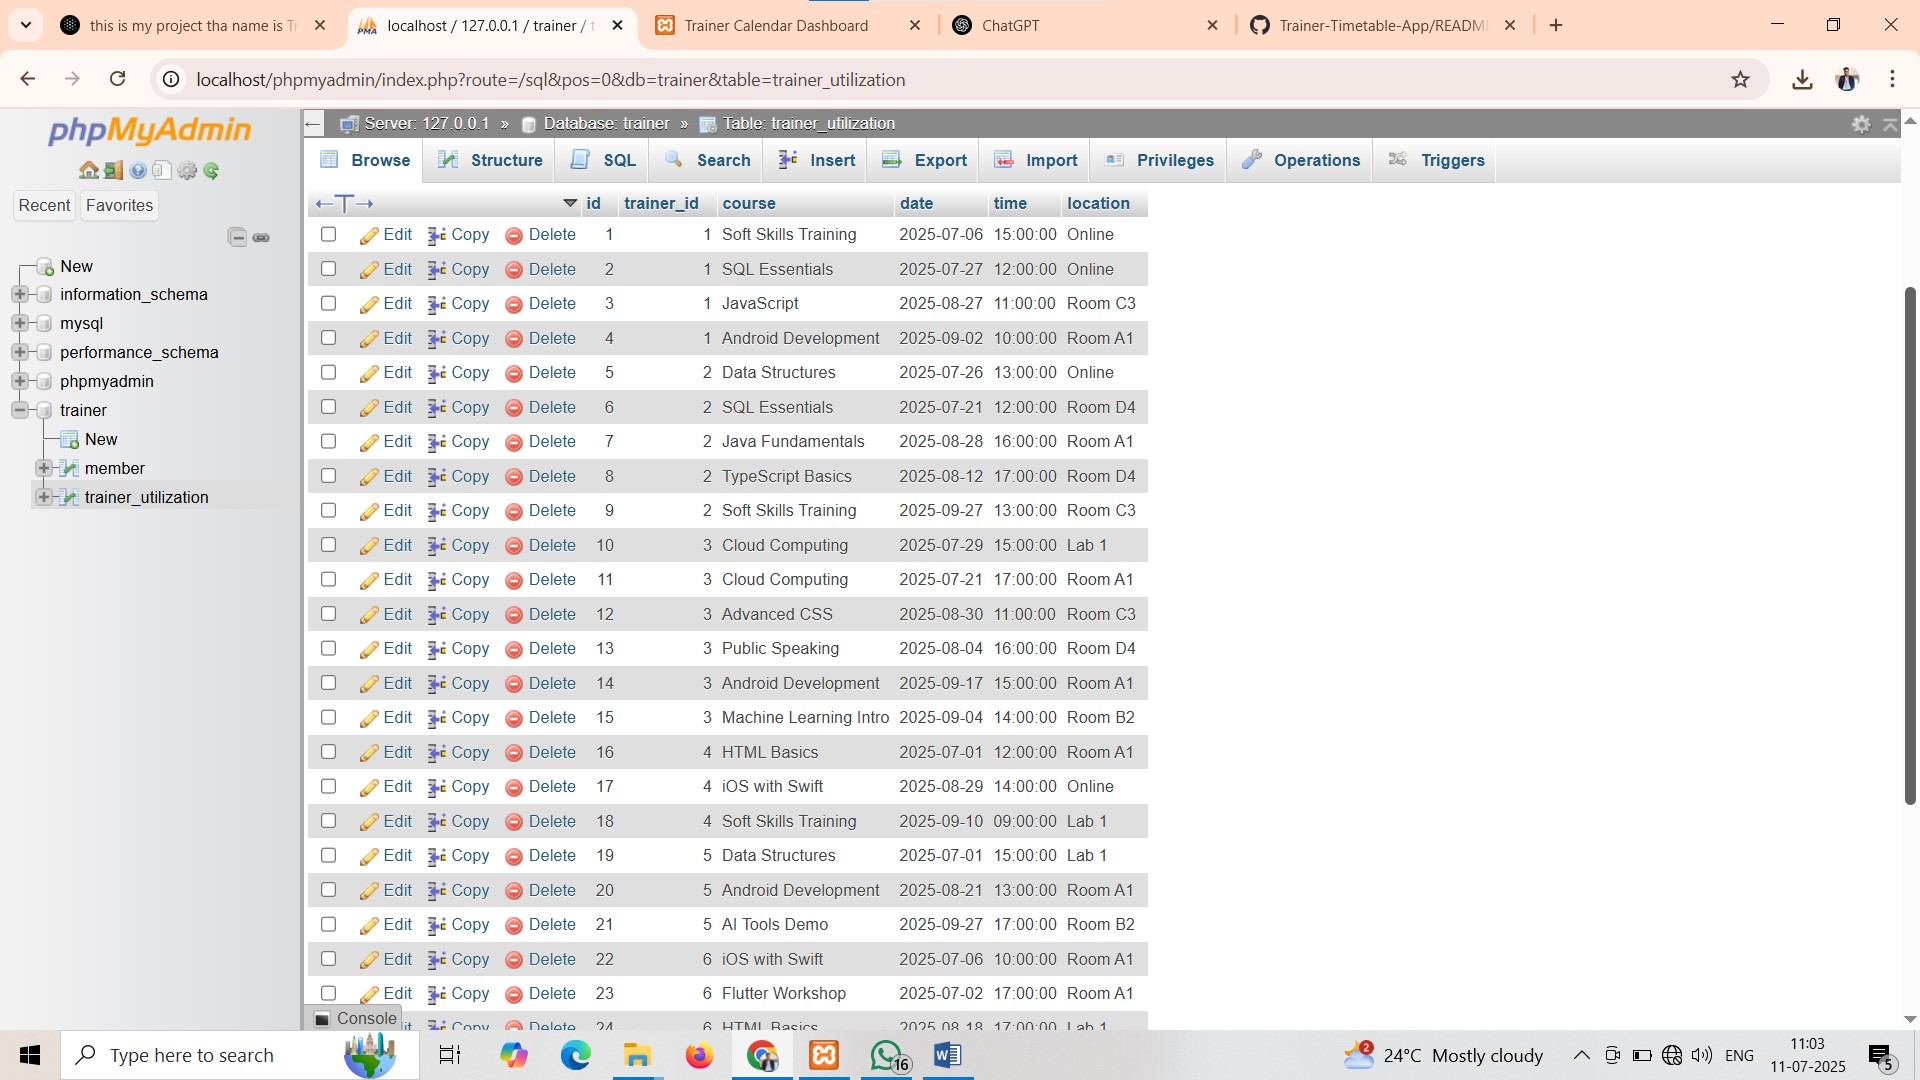 this is my project tha name is Tr
localhost / 127.0.0.1 / trainer / t
Trainer Calendar Dashboard
ChatGPT
Trainer-Timetable-App/README
localhost/phpmyadmin/index.php?route=/sql&pos=0&db=trainer&table=trainer_utilization
phpMyAdmin
Recent Favorites
New
information_schema
mysql
performance_schema
phpmyadmin
trainer
New
member
trainer_utilization
Server: 127.0.0.1 » Database: trainer » Table: trainer_utilization
Browse Structure SQL Search Insert Export Import Privileges Operations Triggers
id trainer_id course date time location
Edit Copy Delete 1 1 Soft Skills Training 2025-07-06 15:00:00 Online
Edit Copy Delete 2 1 SQL Essentials 2025-07-27 12:00:00 Online
Edit Copy Delete 3 1 JavaScript 2025-08-27 11:00:00 Room C3
Edit Copy Delete 4 1 Android Development 2025-09-02 10:00:00 Room A1
Edit Copy Delete 5 2 Data Structures 2025-07-26 13:00:00 Online
Edit Copy Delete 6 2 SQL Essentials 2025-07-21 12:00:00 Room D4
Edit Copy Delete 7 2 Java Fundamentals 2025-08-28 16:00:00 Room A1
Edit Copy Delete 8 2 TypeScript Basics 2025-08-12 17:00:00 Room D4
Edit Copy Delete 9 2 Soft Skills Training 2025-09-27 13:00:00 Room C3
Edit Copy Delete 10 3 Cloud Computing 2025-07-29 15:00:00 Lab 1
Edit Copy Delete 11 3 Cloud Computing 2025-07-21 17:00:00 Room A1
Edit Copy Delete 12 3 Advanced CSS 2025-08-30 11:00:00 Room C3
Edit Copy Delete 13 3 Public Speaking 2025-08-04 16:00:00 Room D4
Edit Copy Delete 14 3 Android Development 2025-09-17 15:00:00 Room A1
Edit Copy Delete 15 3 Machine Learning Intro 2025-09-04 14:00:00 Room B2
Edit Copy Delete 16 4 HTML Basics 2025-07-01 12:00:00 Room A1
Edit Copy Delete 17 4 iOS with Swift 2025-08-29 14:00:00 Online
Edit Copy Delete 18 4 Soft Skills Training 2025-09-10 09:00:00 Lab 1
Edit Copy Delete 19 5 Data Structures 2025-07-01 15:00:00 Lab 1
Edit Copy Delete 20 5 Android Development 2025-08-21 13:00:00 Room A1
Edit Copy Delete 21 5 AI Tools Demo 2025-09-27 17:00:00 Room B2
Edit Copy Delete 22 6 iOS with Swift 2025-07-06 10:00:00 Room A1
Edit Copy Delete 23 6 Flutter Workshop 2025-07-02 17:00:00 Room A1
Edit Copy Delete 24 6 HTML Basics 2025-08-18 17:00:00 Lab 1
Console
Type here to search
16
2
24°C Mostly cloudy
ENG
11:03
11-07-2025
5